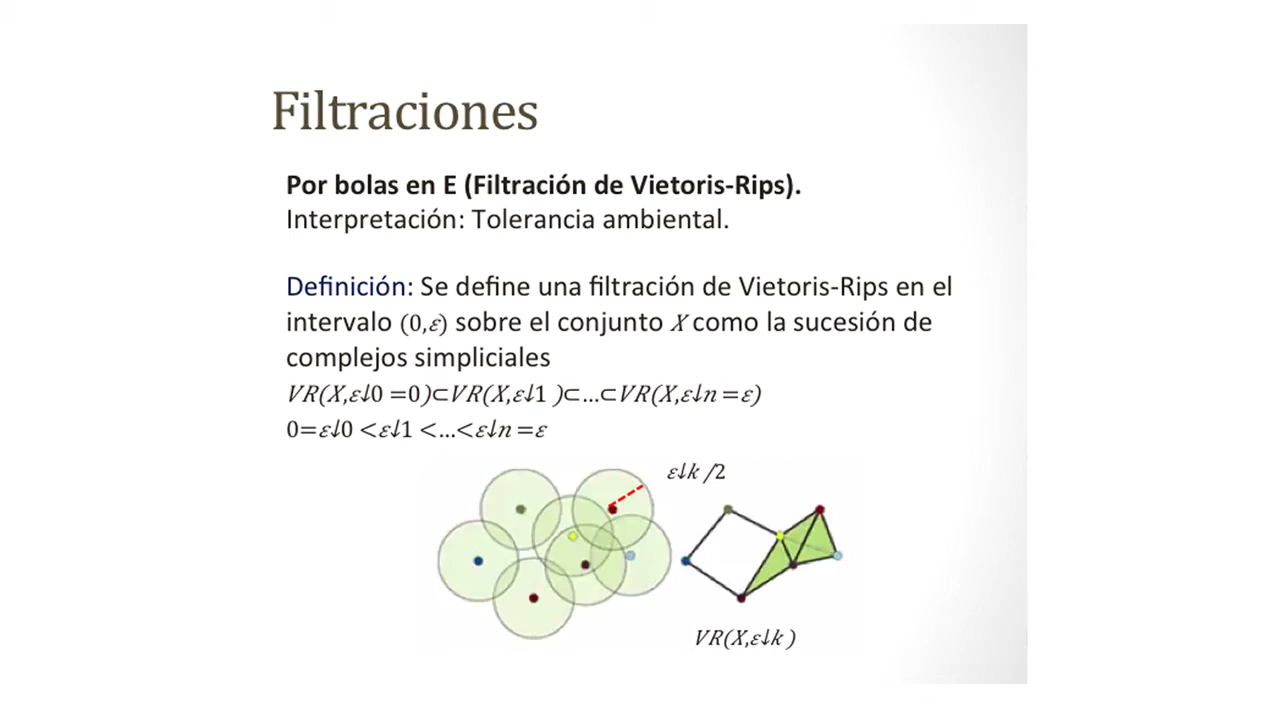 Filtraciones
Por bolas en E (Filtración de Vietoris-Rips).
Interpretación: Tolerancia ambiental.
Definición: Se define una filtración de Vietoris-Rips en el
intervalo (0,ε) sobre el conjunto X como la sucesión de
complejos simpliciales
VR(X,ε↓0 =0)⊂VR(X,ε↓1 )⊂…⊂VR(X,ε↓n =ε)
0=ε↓0 <ε↓1 <…<ε↓n =ε
ε↓k /2
VR(X,ε↓k )